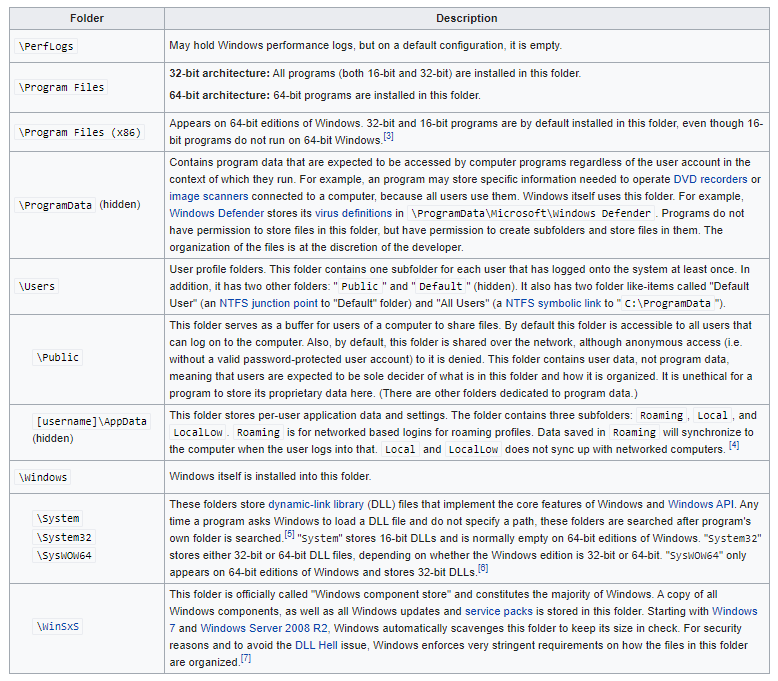 Folder Description
\PerfLogs May hold Windows performance logs, but on a default configuration, it is empty.
32-bit architecture: All programs (both 16-bit and 32-bit) are installed in this folder.
\Program Files
64-bit architecture: 64-bit programs are installed in this folder.
\Program Files (x86)
Appears on 64-bit editions of Windows. 32-bit and 16-bit programs are by default installed in this folder, even though 16-
bit programs do not run on 64-bit Windows.[3]
\ProgramData (hidden)
Contains program data that are expected to be accessed by computer programs regardless of the user account in the
context of which they run. For example, an program may store specific information needed to operate DVD recorders or
image scanners connected to a computer, because all users use them. Windows itself uses this folder. For example,
Windows Defender stores its virus definitions in \ProgramData\Microsoft\Windows Defender . Programs do not
have permission to store files in this folder, but have permission to create subfolders and store files in them. The
organization of the files is at the discretion of the developer.
\Users
User profile folders. This folder contains one subfolder for each user that has logged onto the system at least once. In
addition, it has two other folders: " Public " and " Default " (hidden). It also has two folder like-items called "Default
User" (an NTFS junction point to "Default" folder) and "All Users" (a NTFS symbolic link to " C:\ProgramData ").
\Public
This folder serves as a buffer for users of a computer to share files. By default this folder is accessible to all users that
can log on to the computer. Also, by default, this folder is shared over the network, although anonymous access (i.e.
without a valid password-protected user account) to it is denied. This folder contains user data, not program data,
meaning that users are expected to be sole decider of what is in this folder and how it is organized. It is unethical for a
program to store its proprietary data here. (There are other folders dedicated to program data.)
[username]\AppData
(hidden)
This folder stores per-user application data and settings. The folder contains three subfolders: Roaming , Local , and
LocalLow . Roaming is for networked based logins for roaming profiles. Data saved in Roaming will synchronize to
the computer when the user logs into that. Local and LocalLow does not sync up with networked computers. [4]
\Windows Windows itself is installed into this folder.
\System
\System32
\SysWOW64
These folders store dynamic-link library (DLL) files that implement the core features of Windows and Windows API. Any
time a program asks Windows to load a DLL file and do not specify a path, these folders are searched after program's
own folder is searched.[5] "System" stores 16-bit DLLs and is normally empty on 64-bit editions of Windows. "System32"
stores either 32-bit or 64-bit DLL files, depending on whether the Windows edition is 32-bit or 64-bit. "SysWOW64" only
appears on 64-bit editions of Windows and stores 32-bit DLLs.[6]
\WinSxS
This folder is officially called "Windows component store" and constitutes the majority of Windows. A copy of all
Windows components, as well as all Windows updates and service packs is stored in this folder. Starting with Windows
7 and Windows Server 2008 R2, Windows automatically scavenges this folder to keep its size in check. For security
reasons and to avoid the DLL Hell issue, Windows enforces very stringent requirements on how the files in this folder
are organized.[7]